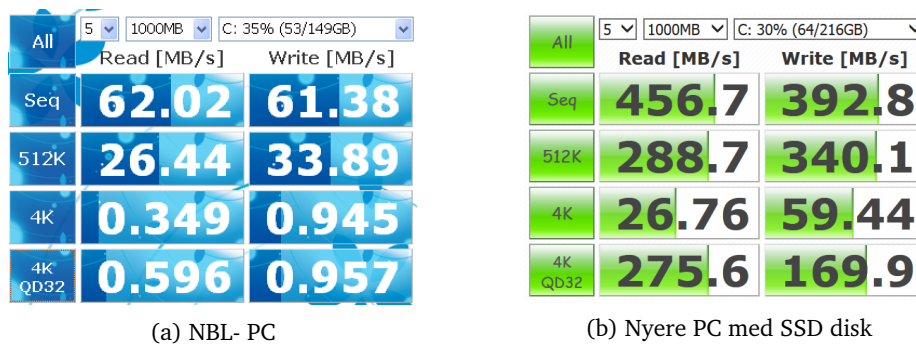 All 5 1000MB C: 35% (53/149GB)
Read [MB/s] Write [MB/s]
Seq 62.02 61.38
512K 26.44 33.89
4K 0.349 0.945
4K QD32 0.596 0.957
(a) NBL- PC
All 5 1000MB C: 30% (64/216GB)
Read [MB/s] Write [MB/s]
Seq 456.7 392.8
512K 288.7 340.1
4K 26.76 59.44
4K QD32 275.6 169.9
(b) Nyere PC med SSD disk